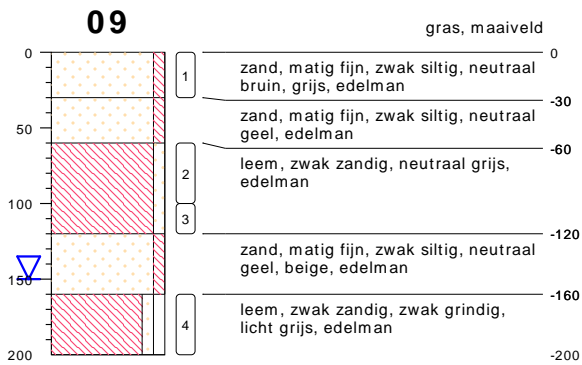 09
gras, maaiveld
0
0
1
zand, matig fijn, zwak siltig, neutraal
bruin, grijs, edelman
-30
zand, matig fijn, zwak siltig, neutraal
geel, edelman
50
-60
2
leem, zwak zandig, neutraal grijs,
edelman
100
3
-120
zand, matig fijn, zwak siltig, neutraal
geel, beige, edelman
150
-160
4
leem, zwak zandig, zwak grindig,
licht grijs, edelman
200
-200